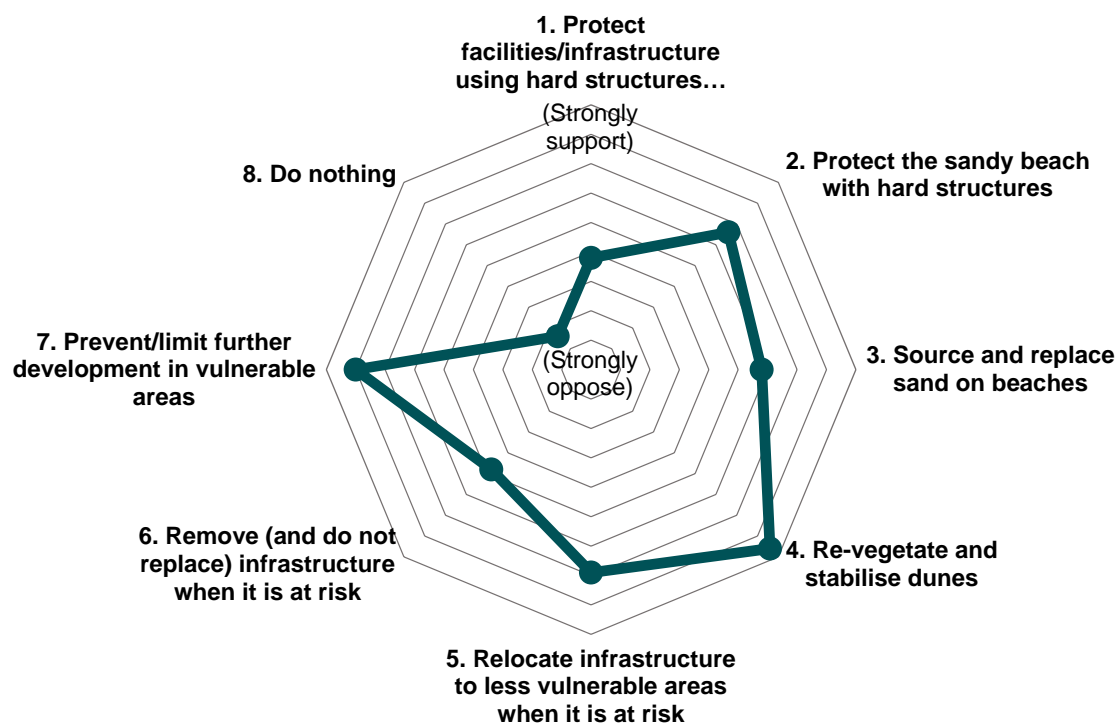 1. Protect
facilities/infrastructure
using hard structures…
(Strongly
support)
2. Protect the sandy beach
with hard structures
3. Source and replace
sand on beaches
4. Re-vegetate and
stabilise dunes
5. Relocate infrastructure
to less vulnerable areas
when it is at risk
6. Remove (and do not
replace) infrastructure
when it is at risk
7. Prevent/limit further
development in vulnerable
areas
8. Do nothing
(Strongly
oppose)